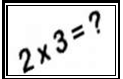 2 x 3 = ?